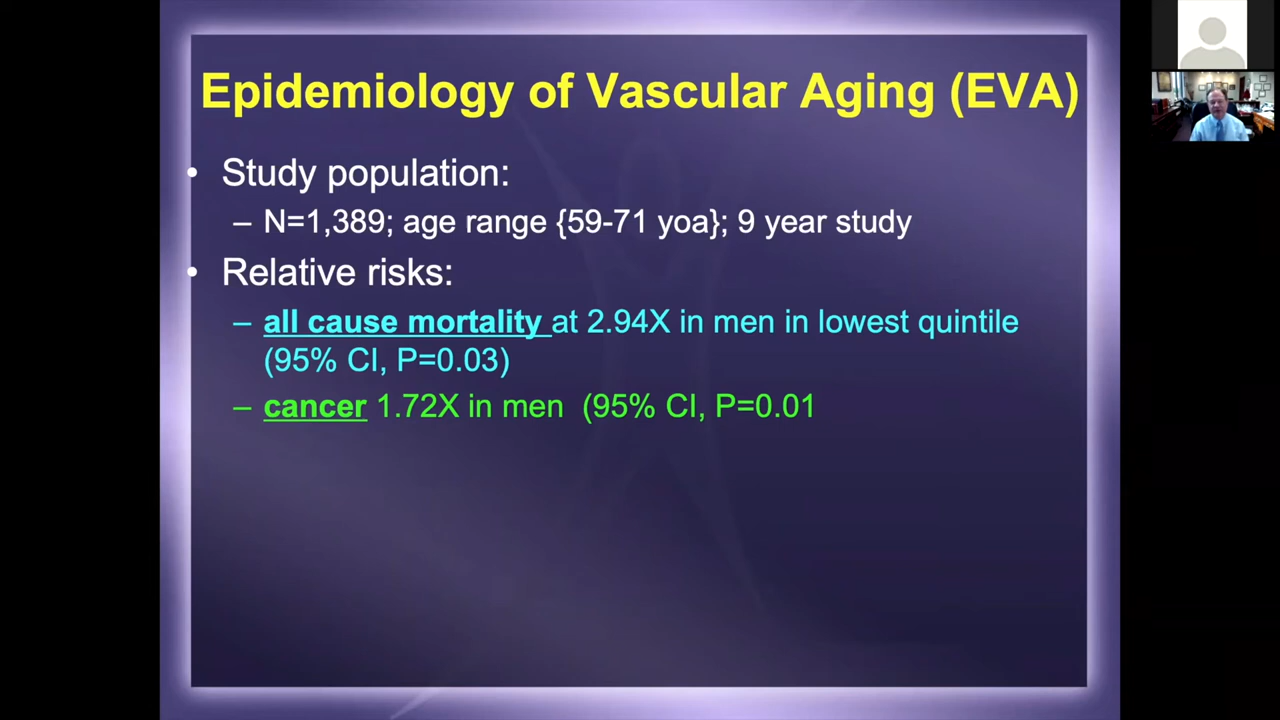 Epidemiology of Vascular Aging (EVA)
• Study population:
– N=1,389; age range {59-71 yoa}; 9 year study
• Relative risks:
– all cause mortality at 2.94X in men in lowest quintile
(95% CI, P=0.03)
– cancer 1.72X in men (95% CI, P=0.01